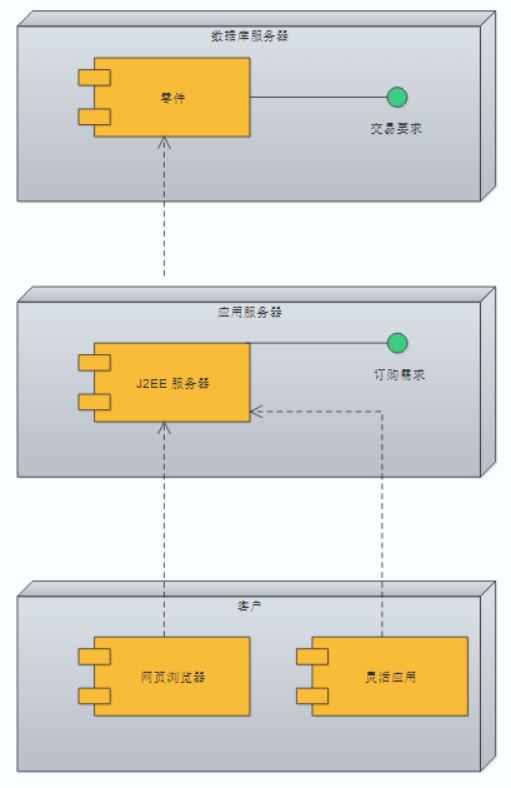 数据库服务器
零件
交易要求
应用服务器
J2EE 服务器
订购需求
客户
网页浏览器
灵活应用